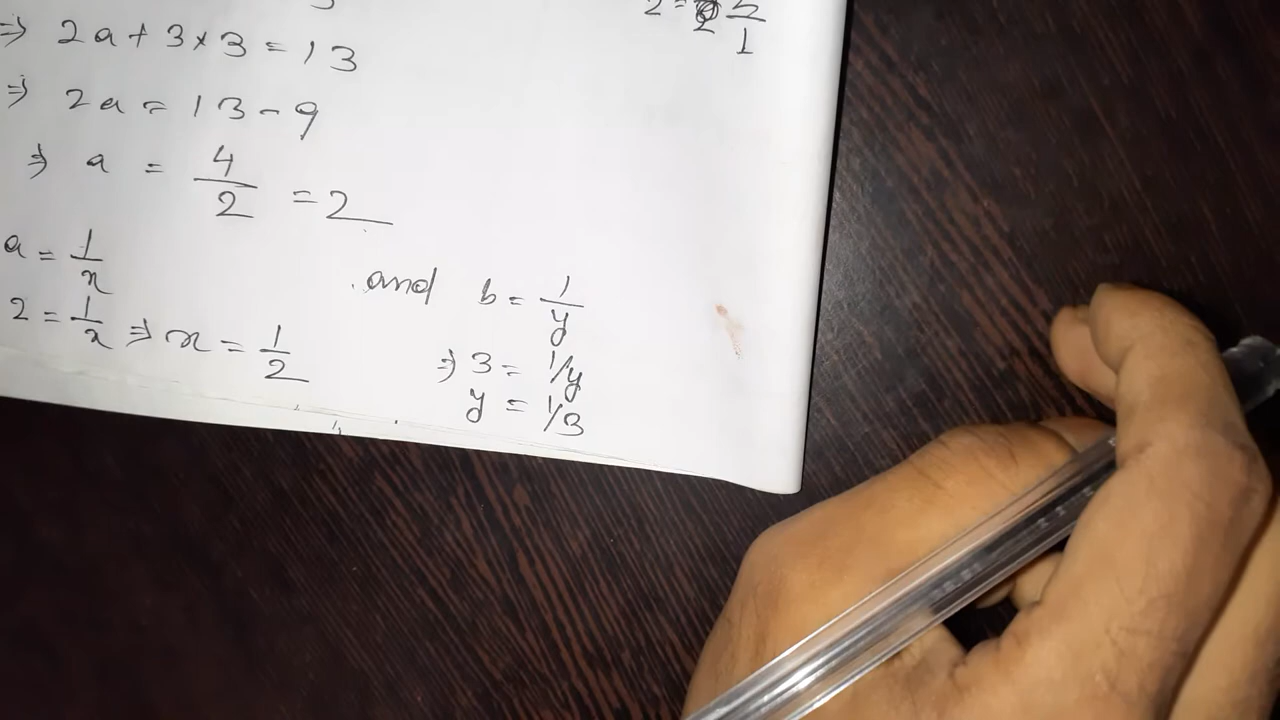 ⇒ 2a + 3 × 3 = 13
⇒ 2a = 13 - 9
⇒ a = 4/2 = 2
a = 1/x
2 = 1/x ⇒ x = 1/2
and b = 1/y
⇒ 3 = 1/y
y = 1/3